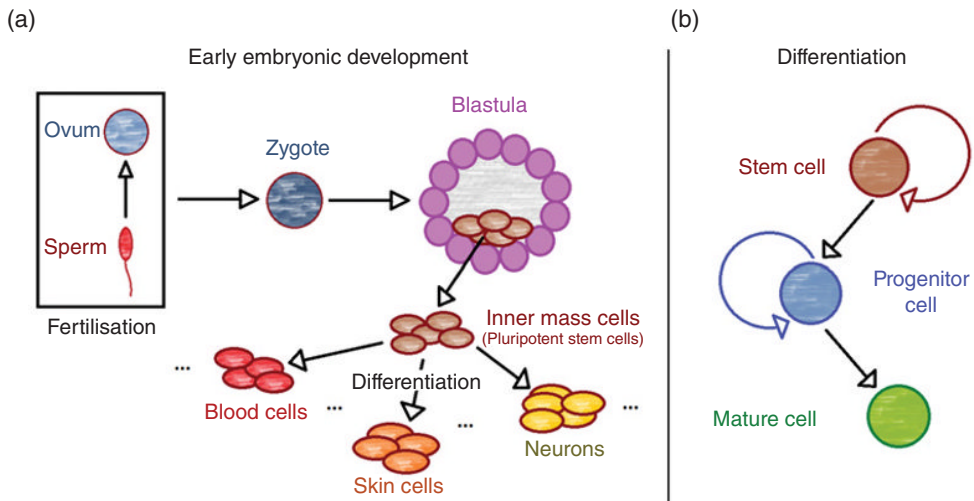 (a)
Early embryonic development
Ovum
Sperm
Fertilisation
Zygote
Blastula
Inner mass cells
(Pluripotent stem cells)
Differentiation
...
Blood cells
...
Skin cells
...
Neurons
...
(b)
Differentiation
Stem cell
Progenitor
cell
Mature cell